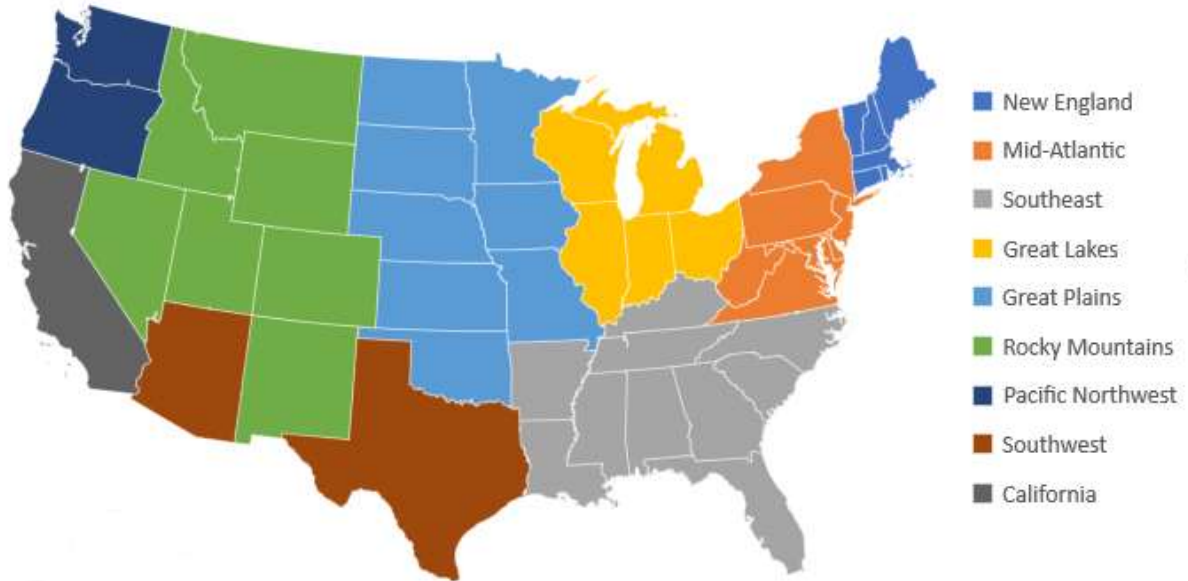 New England
Mid-Atlantic
Southeast
Great Lakes
Great Plains
Rocky Mountains
Pacific Northwest
Southwest
California